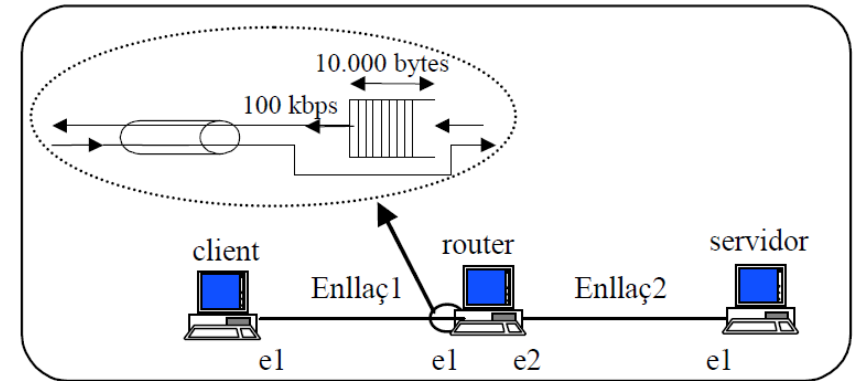 10.000 bytes
100 kbps
client
router
servidor
Enllaç1
Enllaç2
e1
e1
e2
e1